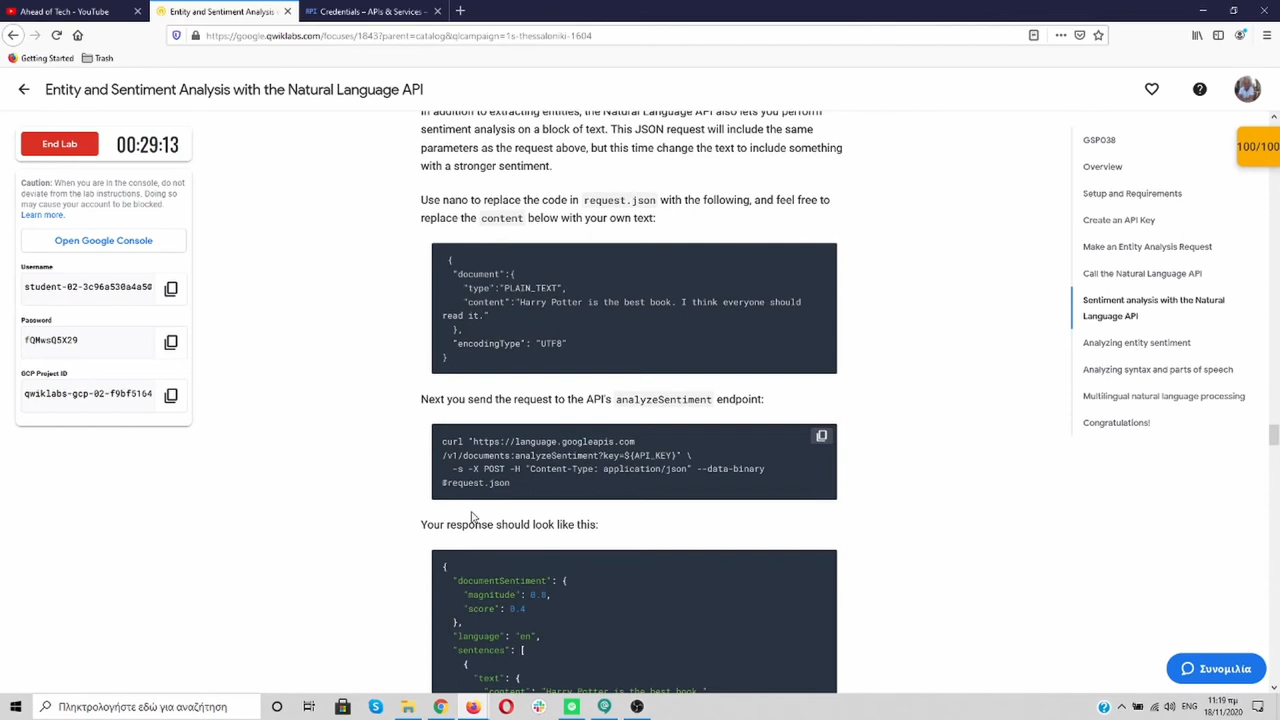 Ahead of Tech - YouTube
Entity and Sentiment Analysis
Credentials – APIs & Services –
https://google.qwiklabs.com/focuses/1843?parent=catalog&qlcampaign=1s-thessaloniki-1604
Getting Started
Trash
Entity and Sentiment Analysis with the Natural Language API
End Lab
00:29:13
Caution: When you are in the console, do not
deviate from the lab instructions. Doing so
may cause your account to be blocked.
Learn more.
Open Google Console
Username
student-02-3c96a530a4a50
Password
fQMwsQ5X29
GCP Project ID
qwiklabs-gcp-02-f9bf5164
In addition to extracting entities, the Natural Language API also lets you perform
sentiment analysis on a block of text. This JSON request will include the same
parameters as the request above, but this time change the text to include something
with a stronger sentiment.
Use nano to replace the code in request.json with the following, and feel free to
replace the content below with your own text:
{
"document":{
"type":"PLAIN_TEXT",
"content":"Harry Potter is the best book. I think everyone should
read it."
},
"encodingType": "UTF8"
}
Next you send the request to the API's analyzeSentiment endpoint:
curl "https://language.googleapis.com
/v1/documents:analyzeSentiment?key=${API_KEY}" \
-s -X POST -H "Content-Type: application/json" --data-binary
@request.json
Your response should look like this:
{
"documentSentiment": {
"magnitude": 0.8,
"score": 0.4
},
"language": "en",
"sentences": [
{
"text": {
"content": "Harry Potter is the best book."
GSP038
Overview
Setup and Requirements
Create an API Key
Make an Entity Analysis Request
Call the Natural Language API
Sentiment analysis with the Natural
Language API
Analyzing entity sentiment
Analyzing syntax and parts of speech
Multilingual natural language processing
Congratulations!
100/100
Συνομιλία
Πληκτρολογήστε εδώ για αναζήτηση
ENG
11:19 πμ
18/11/2020